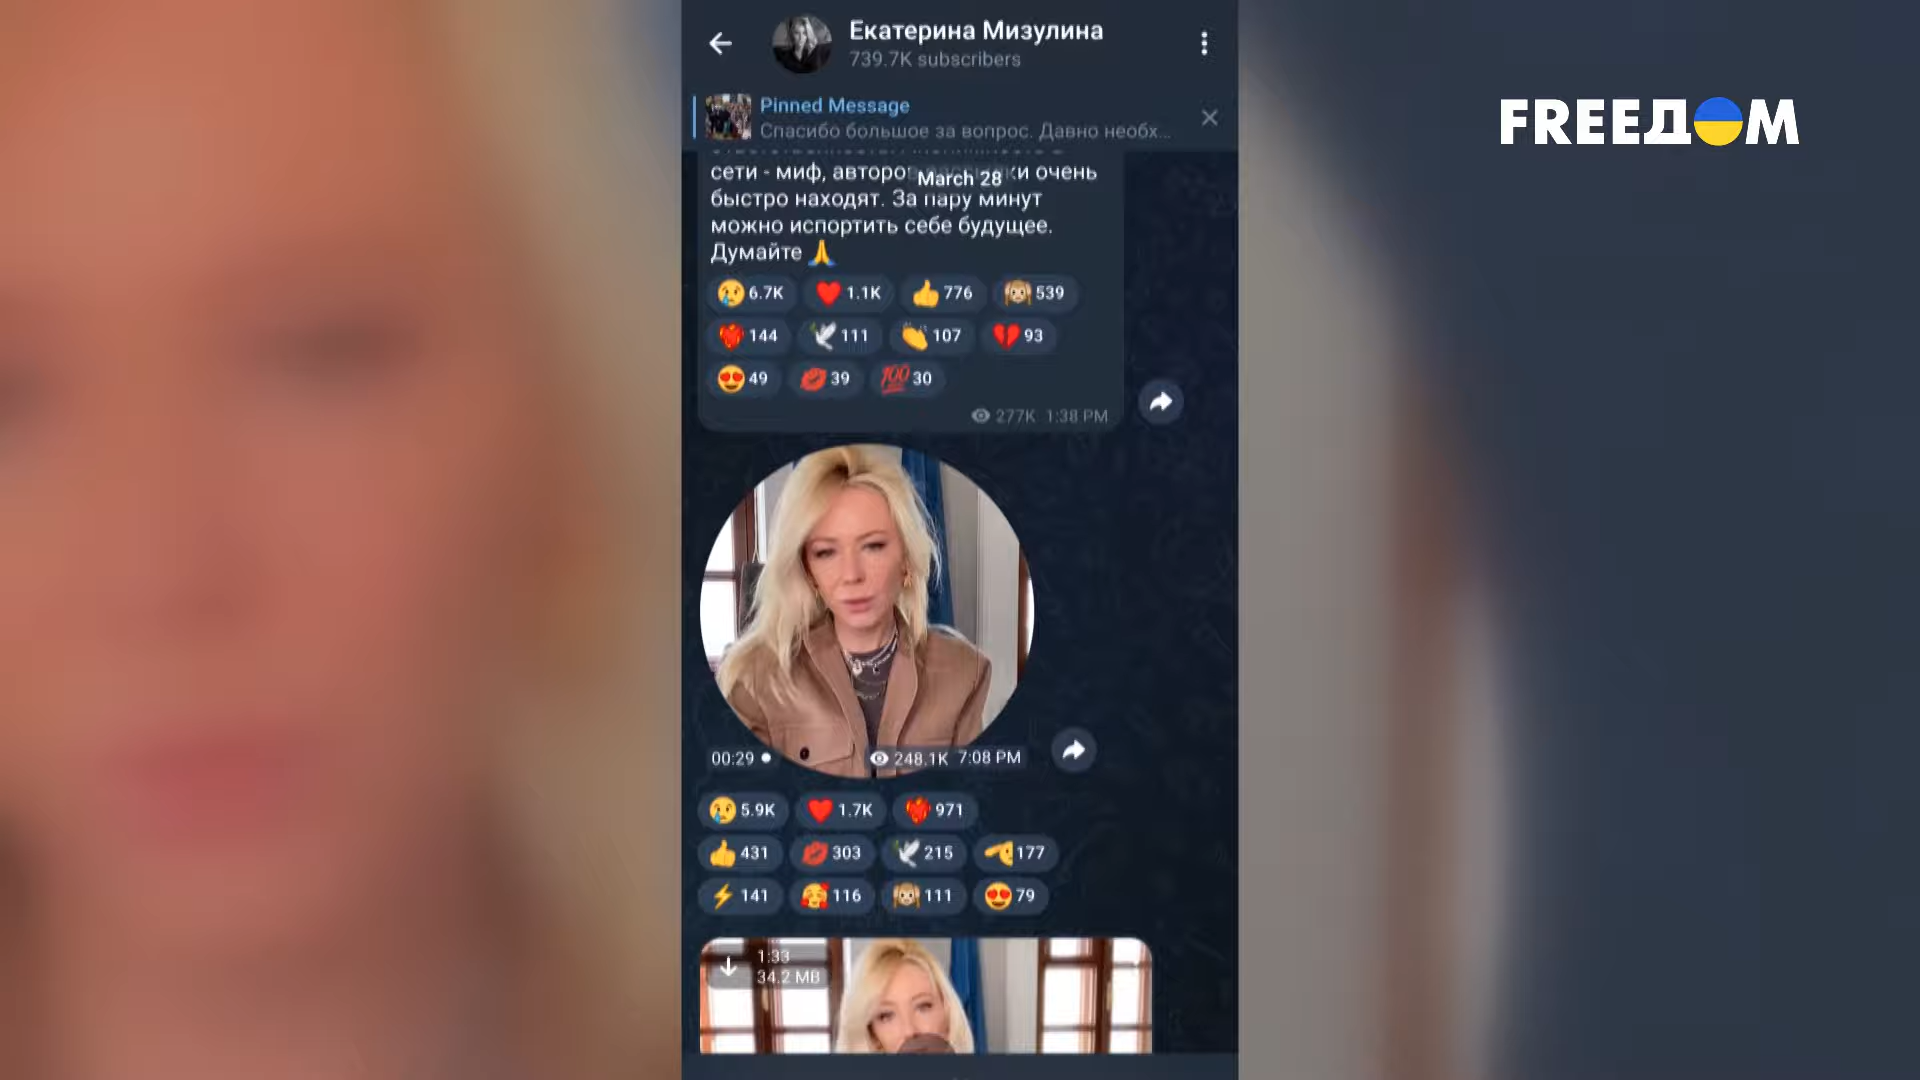 Екатерина Мизулина
739.7K subscribers
FREEДOM
Pinned Message
Спасибо большое за вопрос. Давно необх...
March 28
сети - миф, авторов и очень
быстро находят. За пару минут
можно испортить себе будущее.
Думайте 🙏
😢 6.7K ❤️ 1.1K 👍 776 🙉 539
❤️‍🔥 144 🕊 111 👏 107 💔 93
😍 49 💋 39 💯 30
277K 1:38 PM
00:29 248.1K 7:08 PM
😢 5.9K ❤️ 1.7K ❤️‍🔥 971
👍 431 💋 303 🕊 215 🫡 177
⚡ 141 🥰 116 🙉 111 😍 79
1:33
34.2 MB